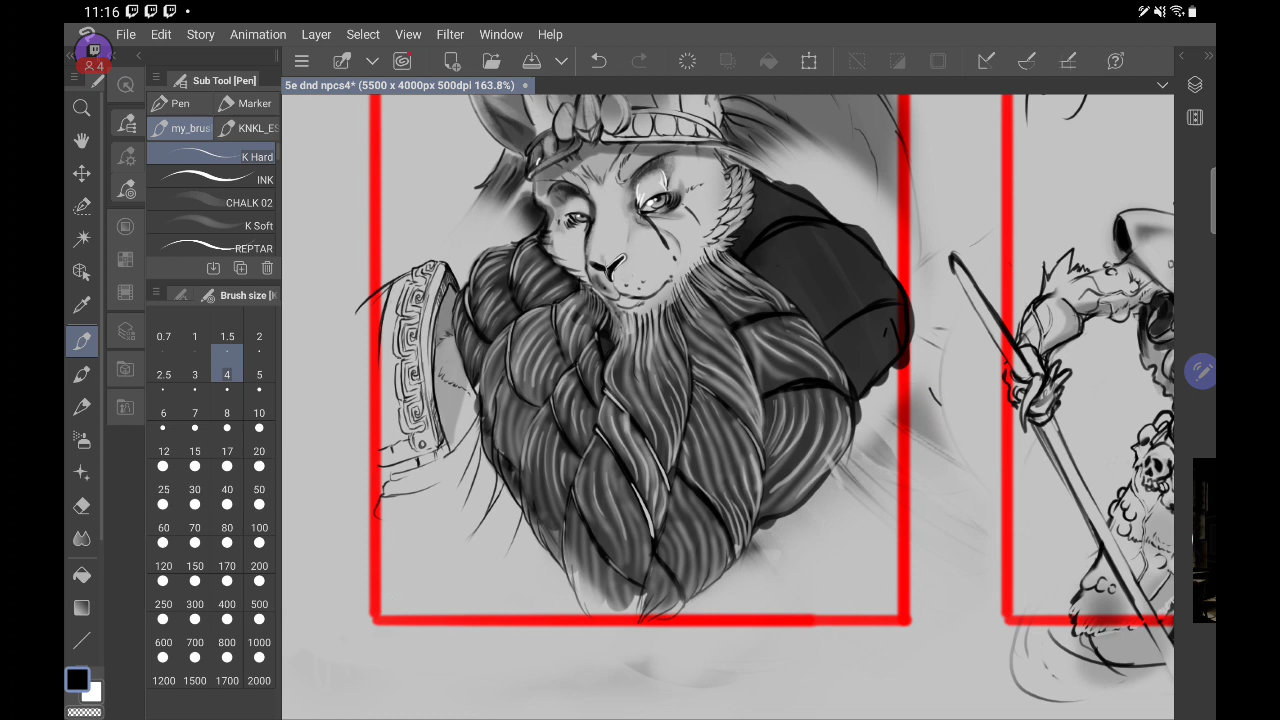 11:16
4
File Edit Story Animation Layer Select View Filter Window Help
Sub Tool [Pen]
5e dnd npcs4* (5500 x 4000px 500dpi 163.8%)
Pen Marker
my_brus KNKL_ES
K Hard
INK
CHALK 02
K Soft
REPTAR
Brush size [
0.7 1 1.5 2
2.5 3 4 5
6 7 8 10
12 15 17 20
25 30 40 50
60 70 80 100
120 150 170 200
250 300 400 500
600 700 800 1000
1200 1500 1700 2000